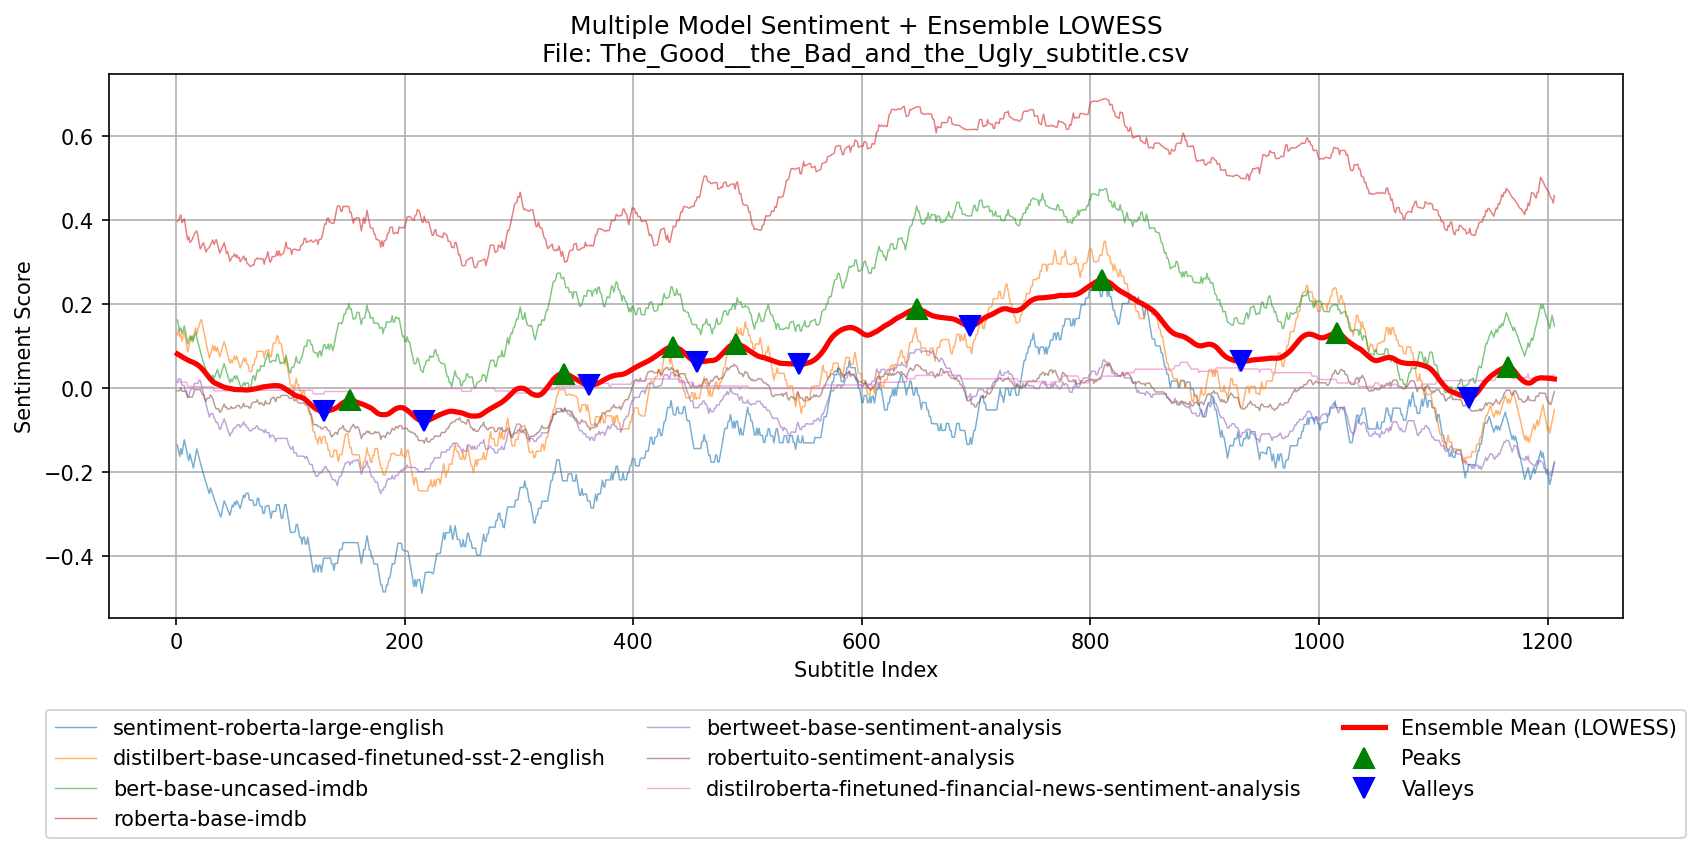 Multiple Model Sentiment + Ensemble LOWESS
File: The_Good__the_Bad_and_the_Ugly_subtitle.csv
Sentiment Score
0.6
0.4
0.2
0.0
−0.2
−0.4
0 200 400 600 800 1000 1200
Subtitle Index
sentiment-roberta-large-english
distilbert-base-uncased-finetuned-sst-2-english
bert-base-uncased-imdb
roberta-base-imdb
bertweet-base-sentiment-analysis
robertuito-sentiment-analysis
distilroberta-finetuned-financial-news-sentiment-analysis
Ensemble Mean (LOWESS)
Peaks
Valleys